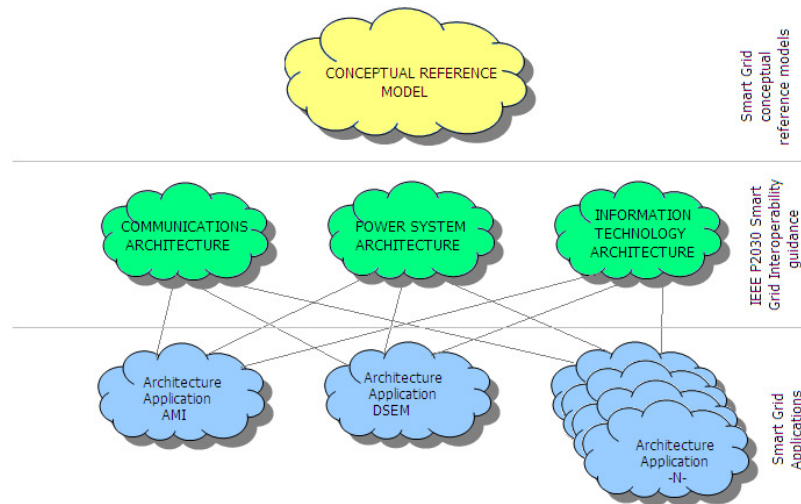 CONCEPTUAL REFERENCE
MODEL
Smart Grid
conceptual
reference models
COMMUNICATIONS
ARCHITECTURE
POWER SYSTEM
ARCHITECTURE
INFORMATION
TECHNOLOGY
ARCHITECTURE
IEEE P2030 Smart
Grid Interoperability
guidance
Architecture
Application
AMI
Architecture
Application
DSEM
Architecture
Application
-N-
Smart Grid
Applications